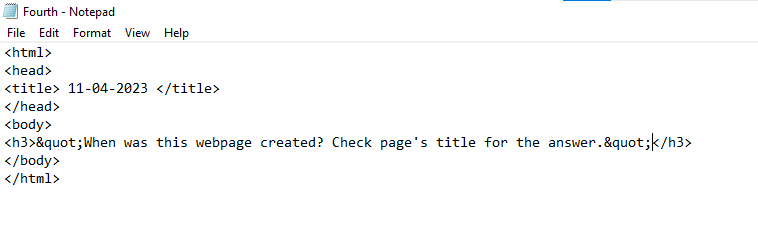 Fourth - Notepad
File Edit Format View Help
<html>
<head>
<title> 11-04-2023 </title>
</head>
<body>
<h3>&quot;When was this webpage created? Check page's title for the answer.&quot;</h3>
</body>
</html>